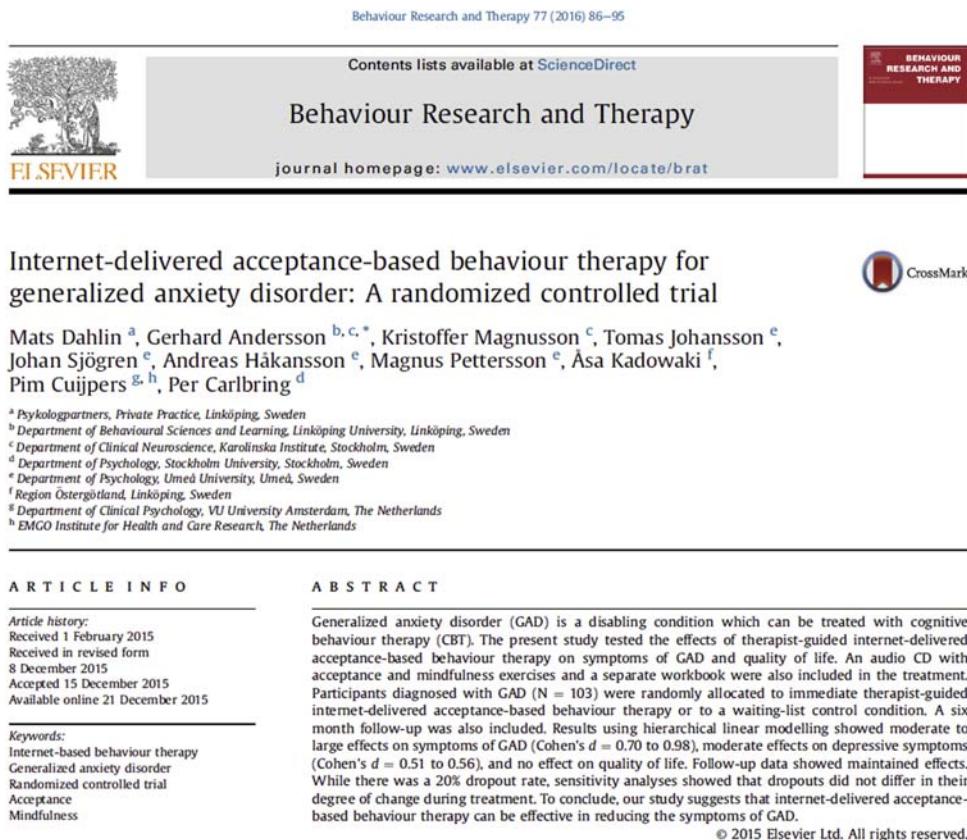 Behaviour Research and Therapy 77 (2016) 86–95
Contents lists available at ScienceDirect
Behaviour Research and Therapy
journal homepage: www.elsevier.com/locate/brat
ELSEVIER
BEHAVIOUR
RESEARCH AND
THERAPY
Internet-delivered acceptance-based behaviour therapy for
generalized anxiety disorder: A randomized controlled trial
CrossMark
Mats Dahlin a, Gerhard Andersson b, c, *, Kristoffer Magnusson c, Tomas Johansson e,
Johan Sjögren e, Andreas Håkansson e, Magnus Pettersson e, Åsa Kadowaki f,
Pim Cuijpers g, h, Per Carlbring d
a Psykologpartners, Private Practice, Linköping, Sweden
b Department of Behavioural Sciences and Learning, Linköping University, Linköping, Sweden
c Department of Clinical Neuroscience, Karolinska Institute, Stockholm, Sweden
d Department of Psychology, Stockholm University, Stockholm, Sweden
e Department of Psychology, Umeå University, Umeå, Sweden
f Region Östergötland, Linköping, Sweden
g Department of Clinical Psychology, VU University Amsterdam, The Netherlands
h EMGO Institute for Health and Care Research, The Netherlands
ARTICLE INFO
Article history:
Received 1 February 2015
Received in revised form
8 December 2015
Accepted 15 December 2015
Available online 21 December 2015
Keywords:
Internet-based behaviour therapy
Generalized anxiety disorder
Randomized controlled trial
Acceptance
Mindfulness
ABSTRACT
Generalized anxiety disorder (GAD) is a disabling condition which can be treated with cognitive
behaviour therapy (CBT). The present study tested the effects of therapist-guided internet-delivered
acceptance-based behaviour therapy on symptoms of GAD and quality of life. An audio CD with
acceptance and mindfulness exercises and a separate workbook were also included in the treatment.
Participants diagnosed with GAD (N = 103) were randomly allocated to immediate therapist-guided
internet-delivered acceptance-based behaviour therapy or to a waiting-list control condition. A six
month follow-up was also included. Results using hierarchical linear modelling showed moderate to
large effects on symptoms of GAD (Cohen's d = 0.70 to 0.98), moderate effects on depressive symptoms
(Cohen's d = 0.51 to 0.56), and no effect on quality of life. Follow-up data showed maintained effects.
While there was a 20% dropout rate, sensitivity analyses showed that dropouts did not differ in their
degree of change during treatment. To conclude, our study suggests that internet-delivered acceptance-
based behaviour therapy can be effective in reducing the symptoms of GAD.
© 2015 Elsevier Ltd. All rights reserved.